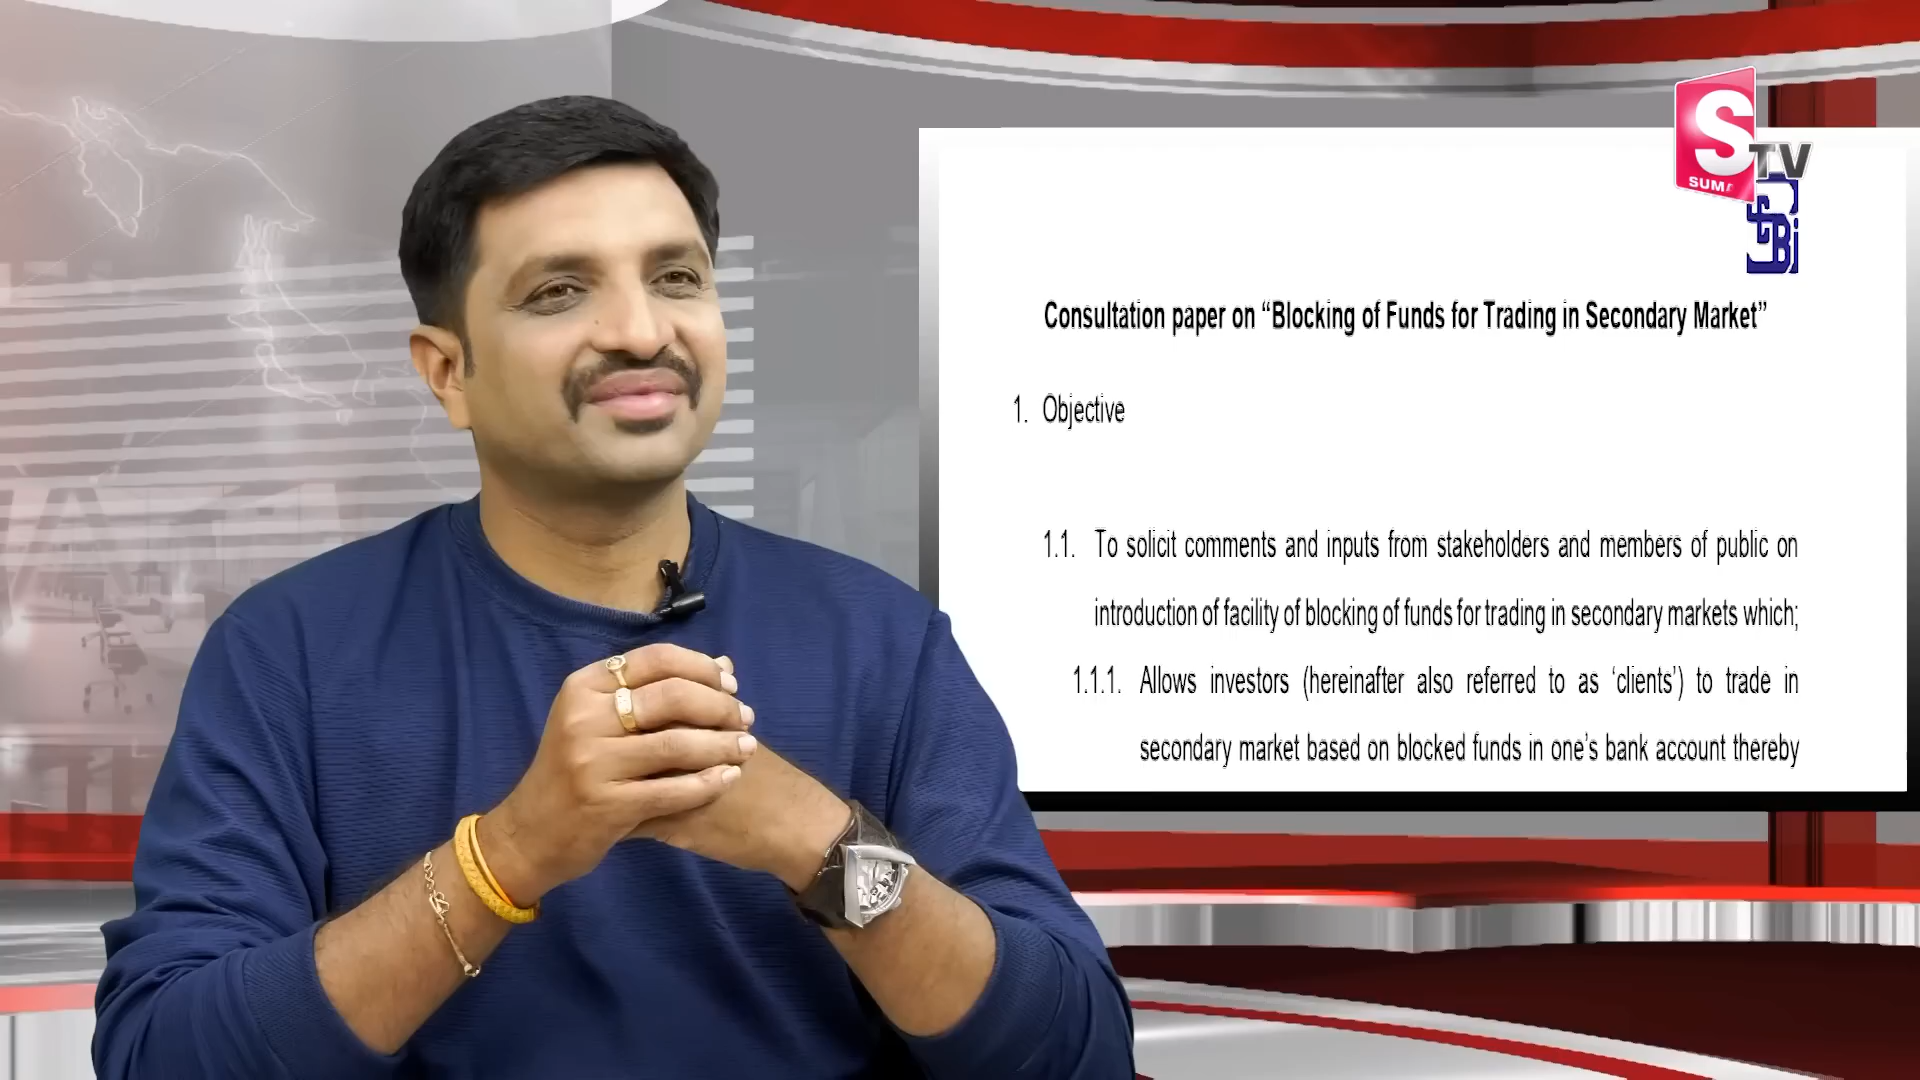 S
TV
SUMA
SEBI
Consultation paper on “Blocking of Funds for Trading in Secondary Market”
1. Objective
1.1. To solicit comments and inputs from stakeholders and members of public on
introduction of facility of blocking of funds for trading in secondary markets which;
1.1.1. Allows investors (hereinafter also referred to as ‘clients’) to trade in
secondary market based on blocked funds in one’s bank account thereby